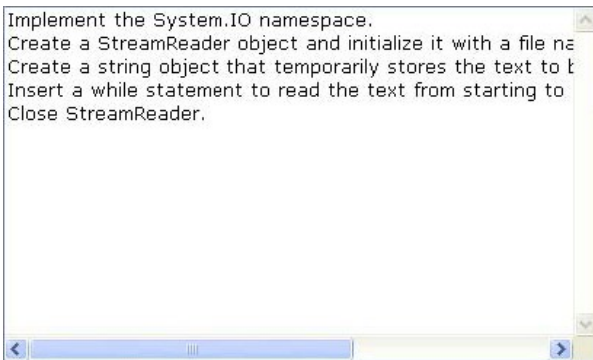 Implement the System.IO namespace.
Create a StreamReader object and initialize it with a file
Create a string object that temporarily stores the text to
Insert a while statement to read the text from starting to
Close StreamReader.